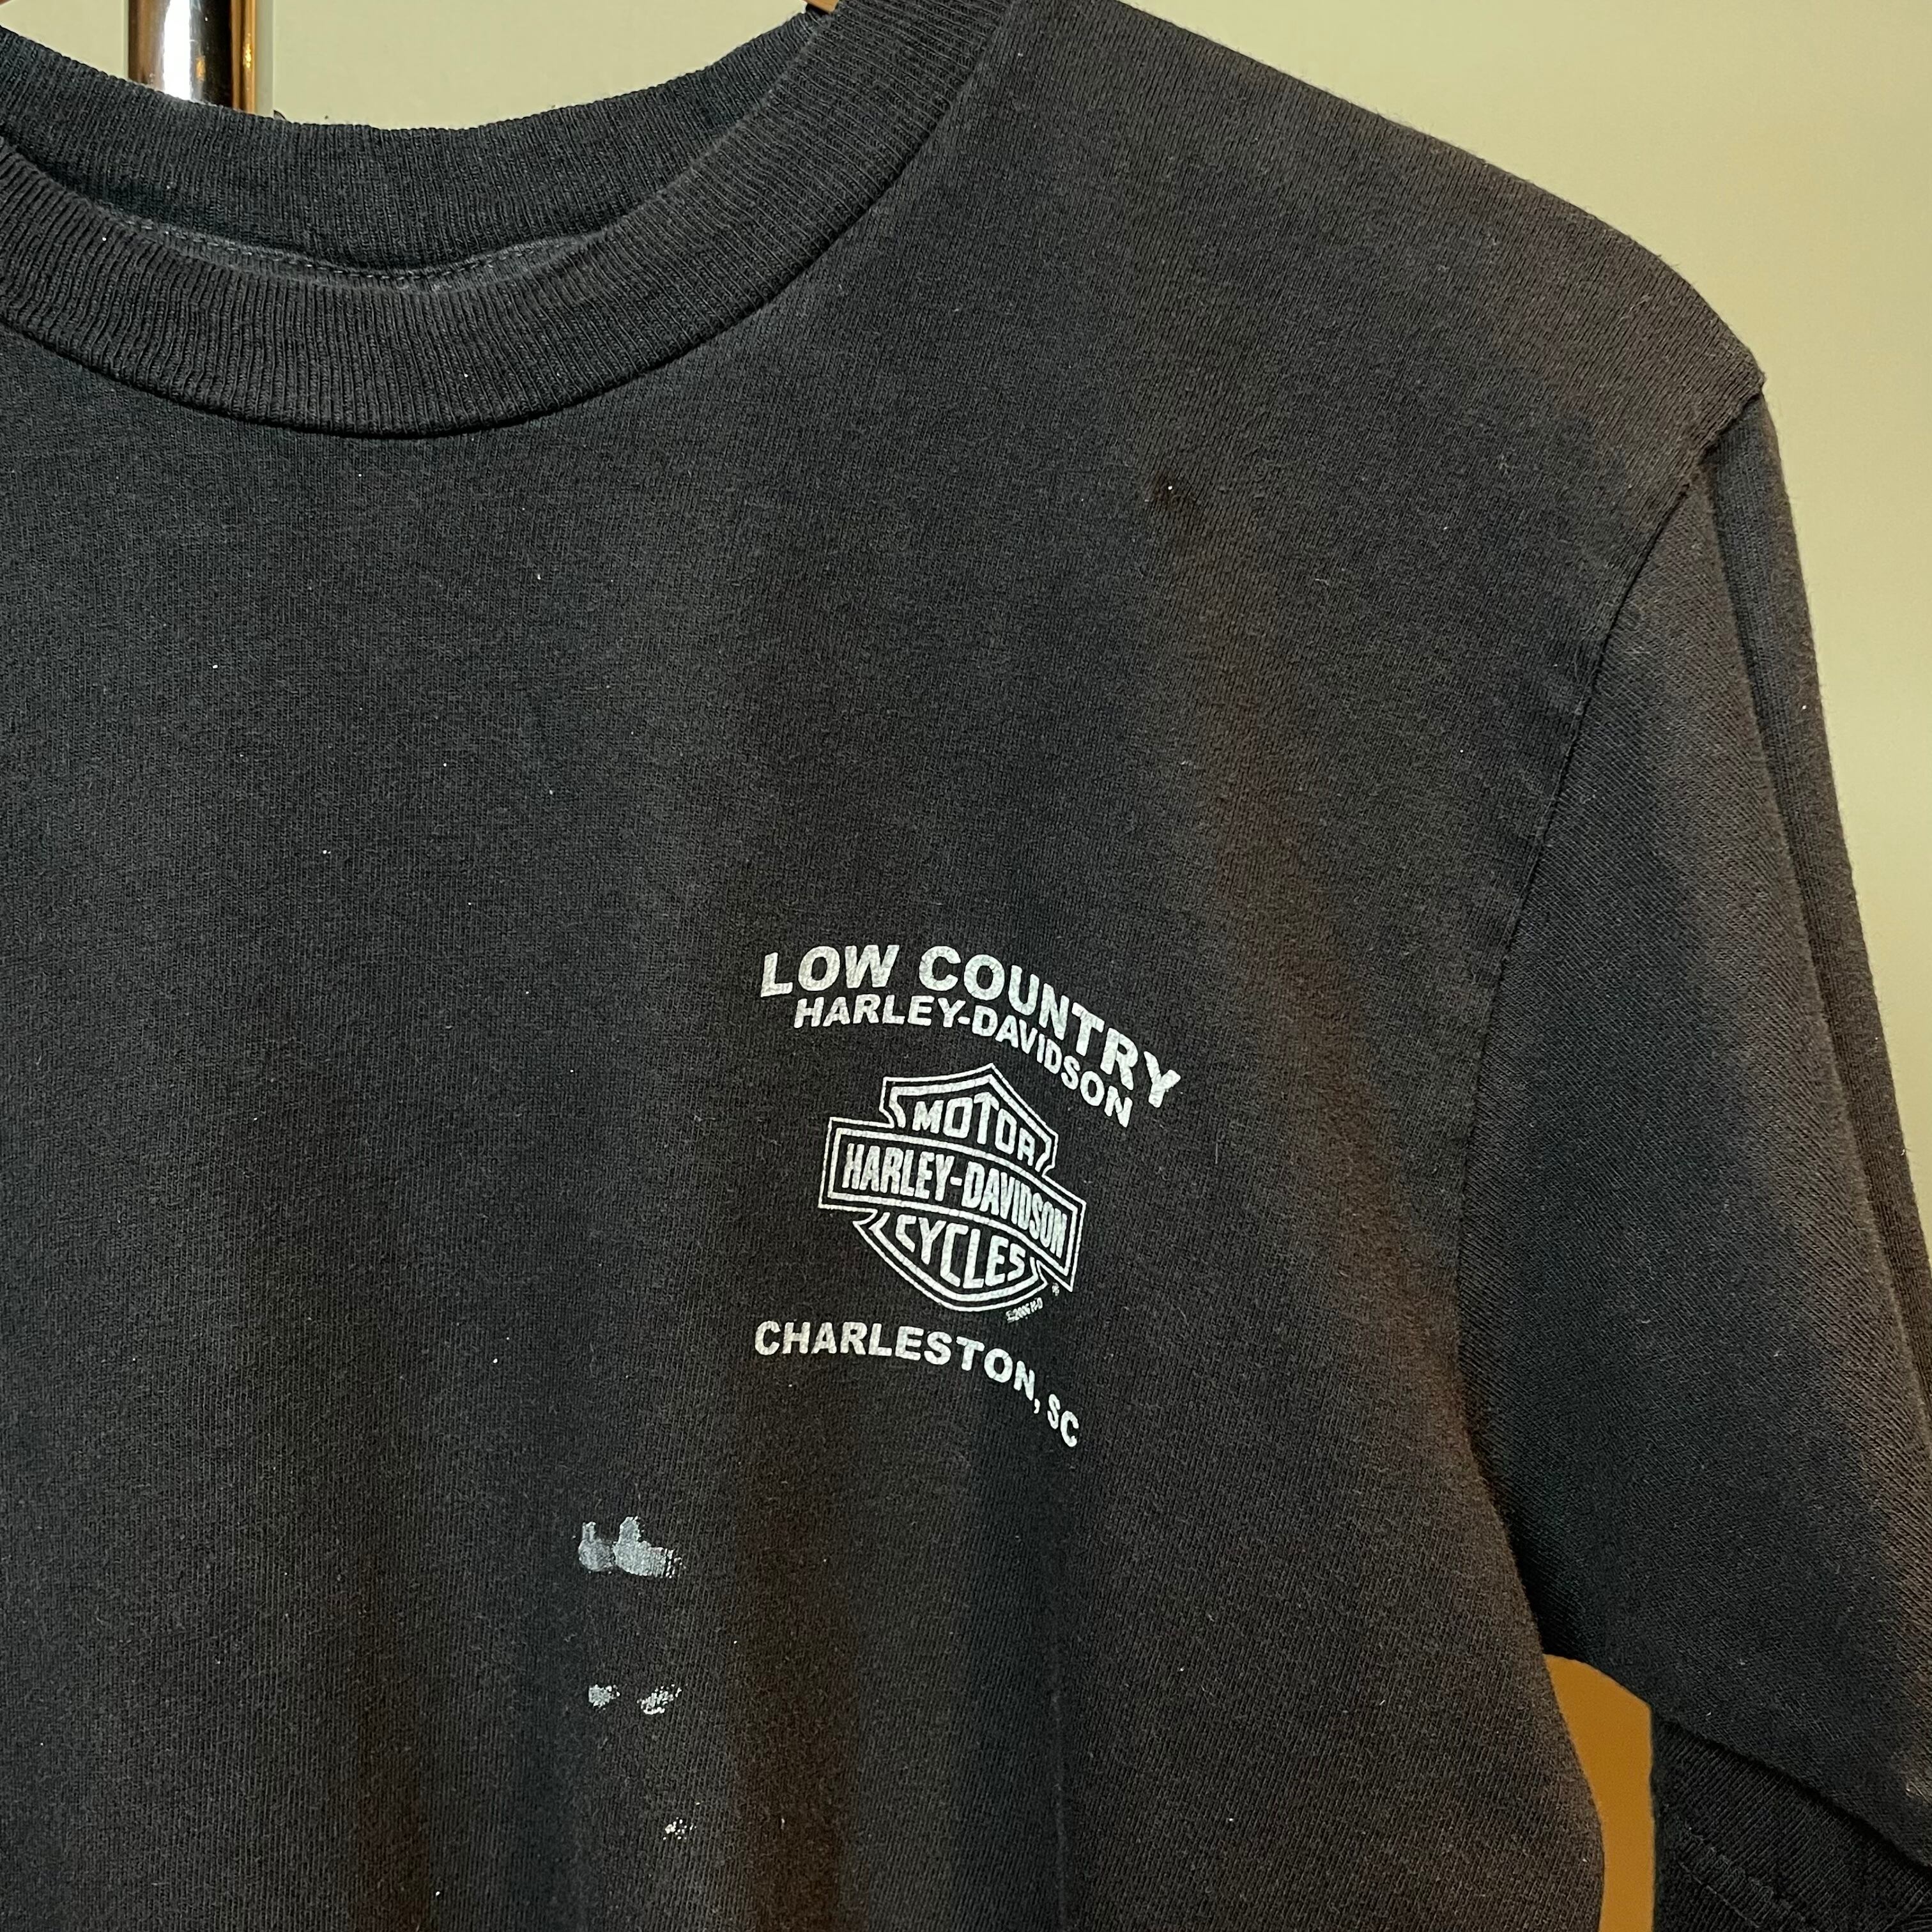 LOW COUNTRY
HARLEY-DAVIDSON
MOTOR
HARLEY-DAVIDSON
CYCLES
CHARLESTON, SC